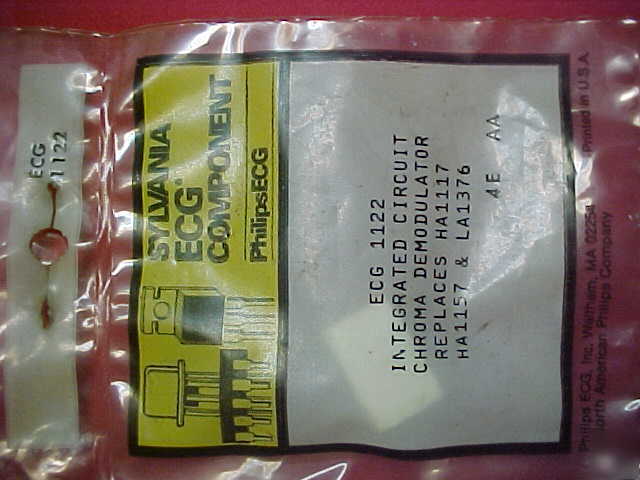 ECG
1122
SYLVANIA
ECG®
COMPONENT
PhilipsECG
ECG 1122
INTEGRATED CIRCUIT
CHROMA DEMODULATOR
REPLACES HA1117
HA1157 & LA1376
4E AA
Philips ECG, Inc. Waltham, MA 02254 Printed in U.S.A.
North American Philips Company